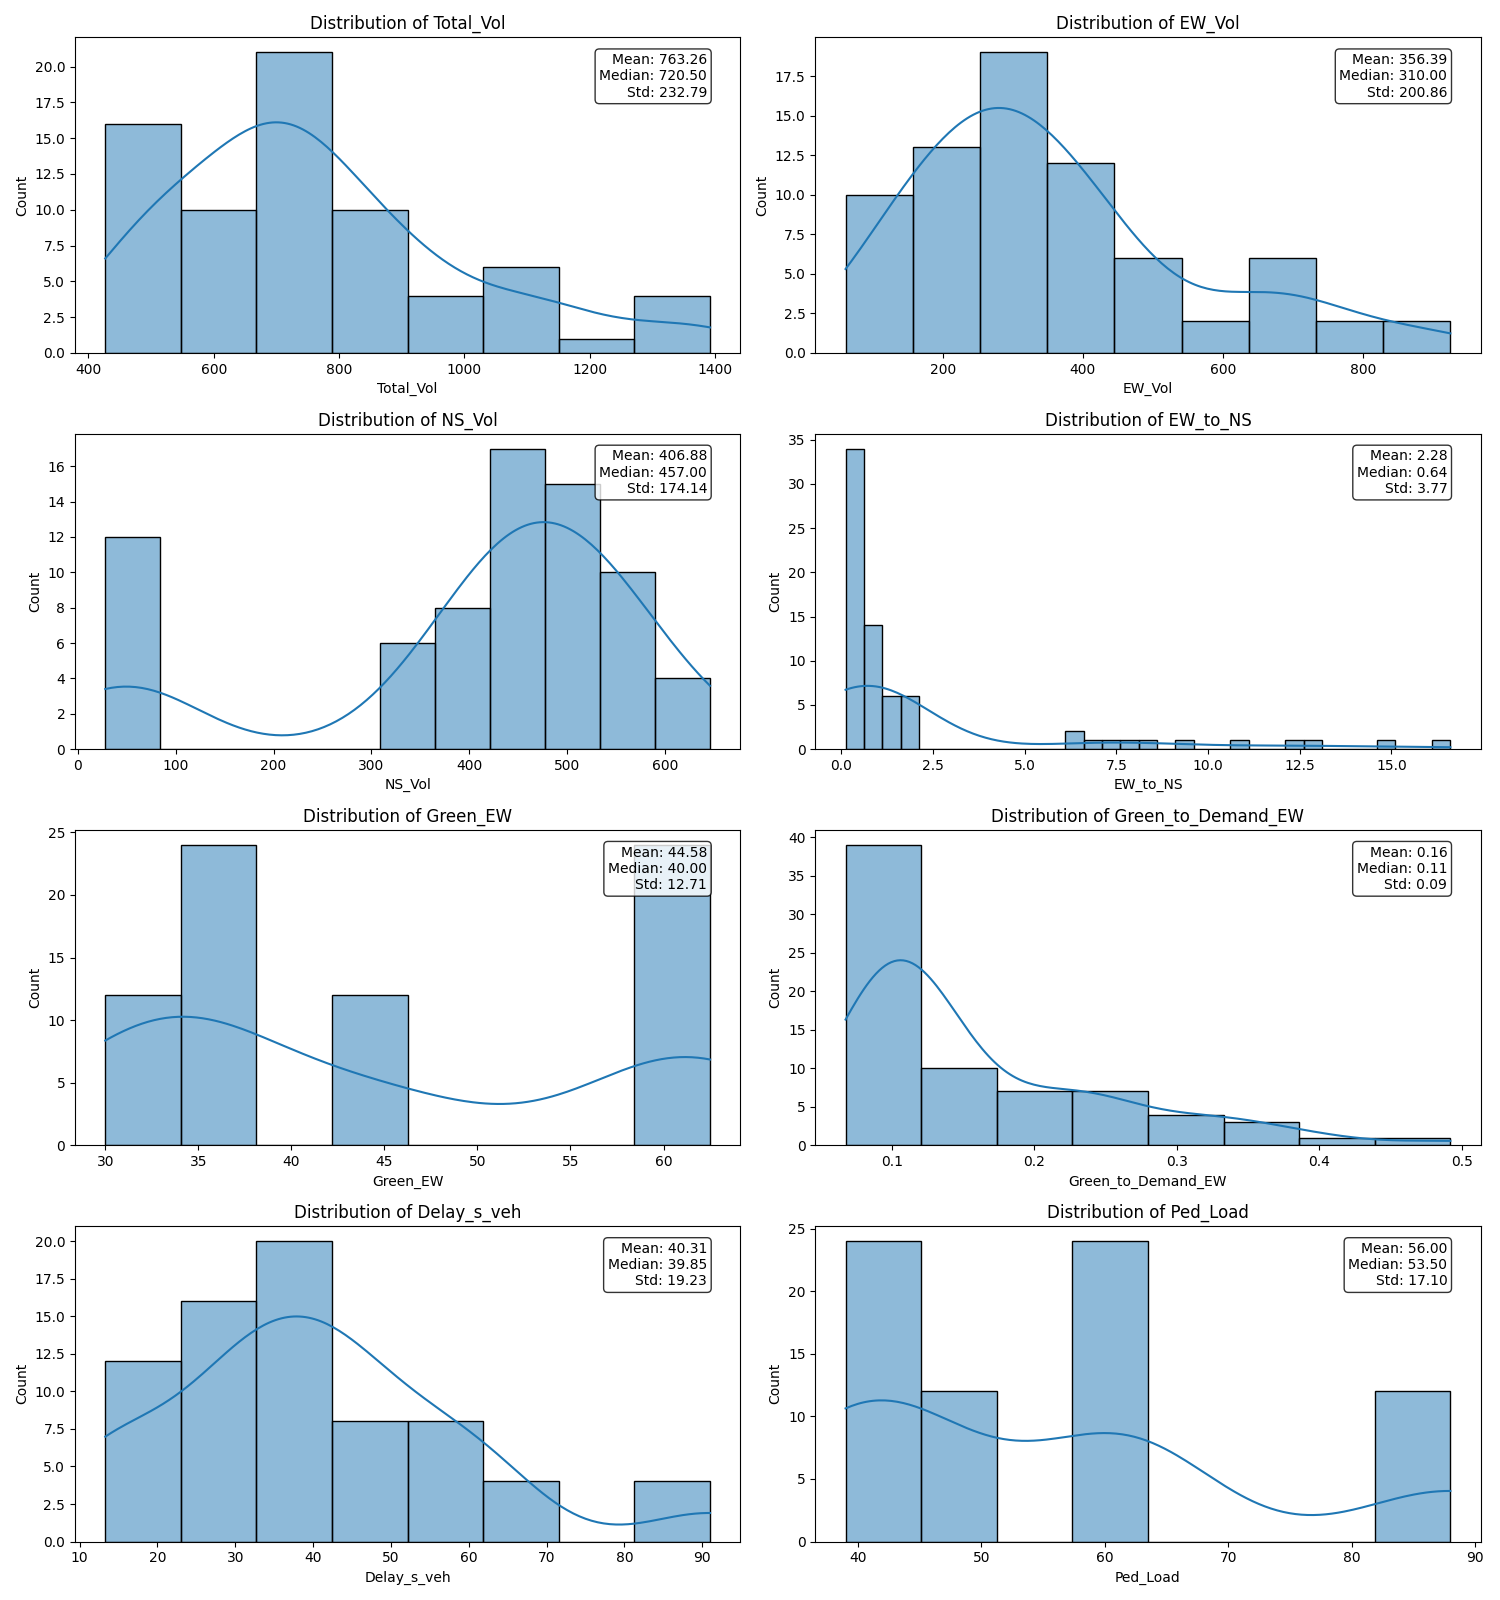 Distribution of Total_Vol
Mean: 763.26
Median: 720.50
Std: 232.79
20.0
17.5
15.0
12.5
10.0
7.5
5.0
2.5
0.0
Count
400 600 800 1000 1200 1400
Total_Vol
Distribution of EW_Vol
Mean: 356.39
Median: 310.00
Std: 200.86
17.5
15.0
12.5
10.0
7.5
5.0
2.5
0.0
Count
200 400 600 800
EW_Vol
Distribution of NS_Vol
Mean: 406.88
Median: 457.00
Std: 174.14
16
14
12
10
8
6
4
2
0
Count
0 100 200 300 400 500 600
NS_Vol
Distribution of EW_to_NS
Mean: 2.28
Median: 0.64
Std: 3.77
35
30
25
20
15
10
5
0
Count
0.0 2.5 5.0 7.5 10.0 12.5 15.0
EW_to_NS
Distribution of Green_EW
Mean: 44.58
Median: 40.00
Std: 12.71
25
20
15
10
5
0
Count
30 35 40 45 50 55 60
Green_EW
Distribution of Green_to_Demand_EW
Mean: 0.16
Median: 0.11
Std: 0.09
40
35
30
25
20
15
10
5
0
Count
0.1 0.2 0.3 0.4 0.5
Green_to_Demand_EW
Distribution of Delay_s_veh
Mean: 40.31
Median: 39.85
Std: 19.23
20.0
17.5
15.0
12.5
10.0
7.5
5.0
2.5
0.0
Count
10 20 30 40 50 60 70 80 90
Delay_s_veh
Distribution of Ped_Load
Mean: 56.00
Median: 53.50
Std: 17.10
25
20
15
10
5
0
Count
40 50 60 70 80 90
Ped_Load